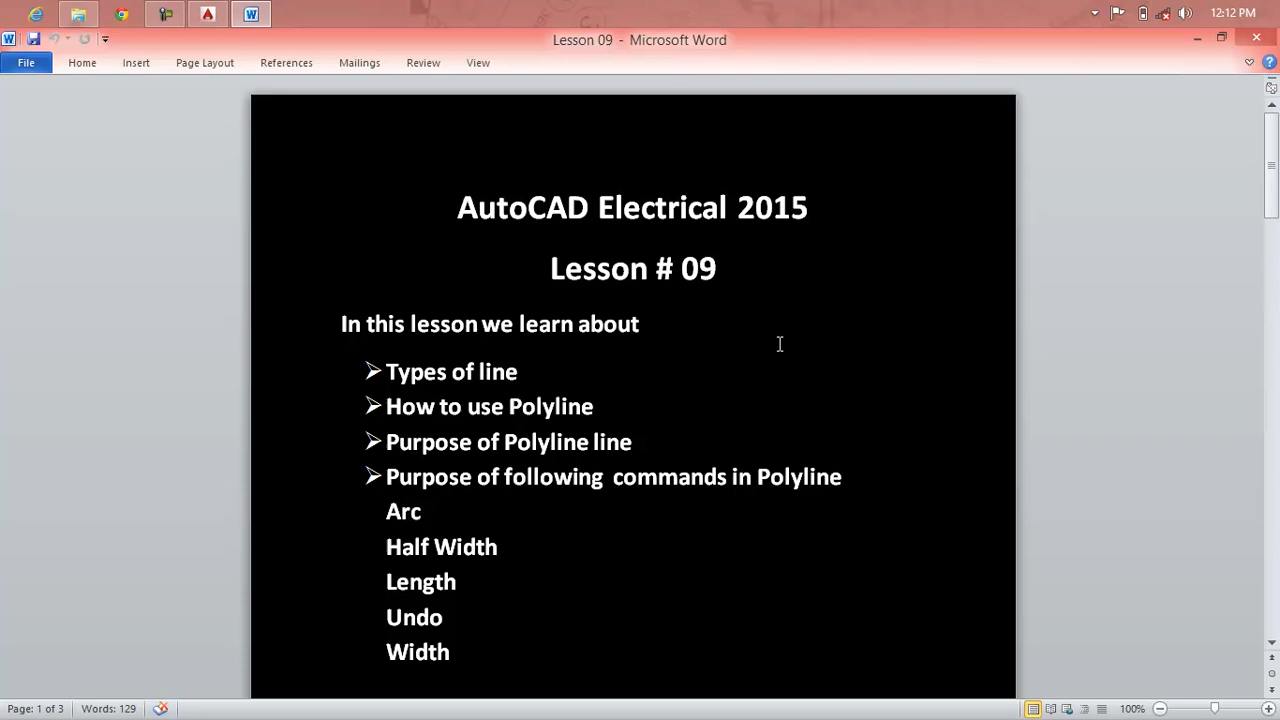 12:12 PM
Lesson 09 - Microsoft Word
File Home Insert Page Layout References Mailings Review View
AutoCAD Electrical 2015
Lesson # 09
In this lesson we learn about
Types of line
How to use Polyline
Purpose of Polyline line
Purpose of following commands in Polyline
Arc
Half Width
Length
Undo
Width
Page: 1 of 3 Words: 129 100%